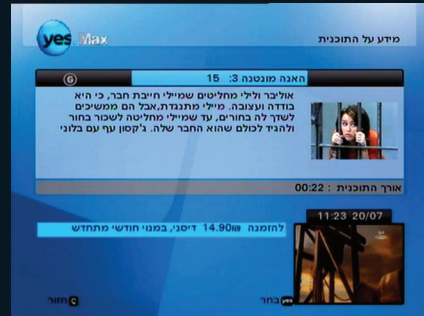 yes Max
מידע על התוכנית
האנה מונטנה 3: 15
G
אוליבר ולילי מחליטים שמיילי חייבת חבר, כי היא
בודדה ועצובה. מיילי מתנגדת,אבל הם ממשיכים
לשדך לה בחורים, עד שמיילי מחליטה לשכור בחור
ולהגיד לכולם שהוא החבר שלה. ג'קסון עף עם בלוני
אורך התוכנית : 00:22
11:23 20/07
להזמנה ₪14.90 דיסני, במנוי חודשי מתחדש
yes בחר
חזור